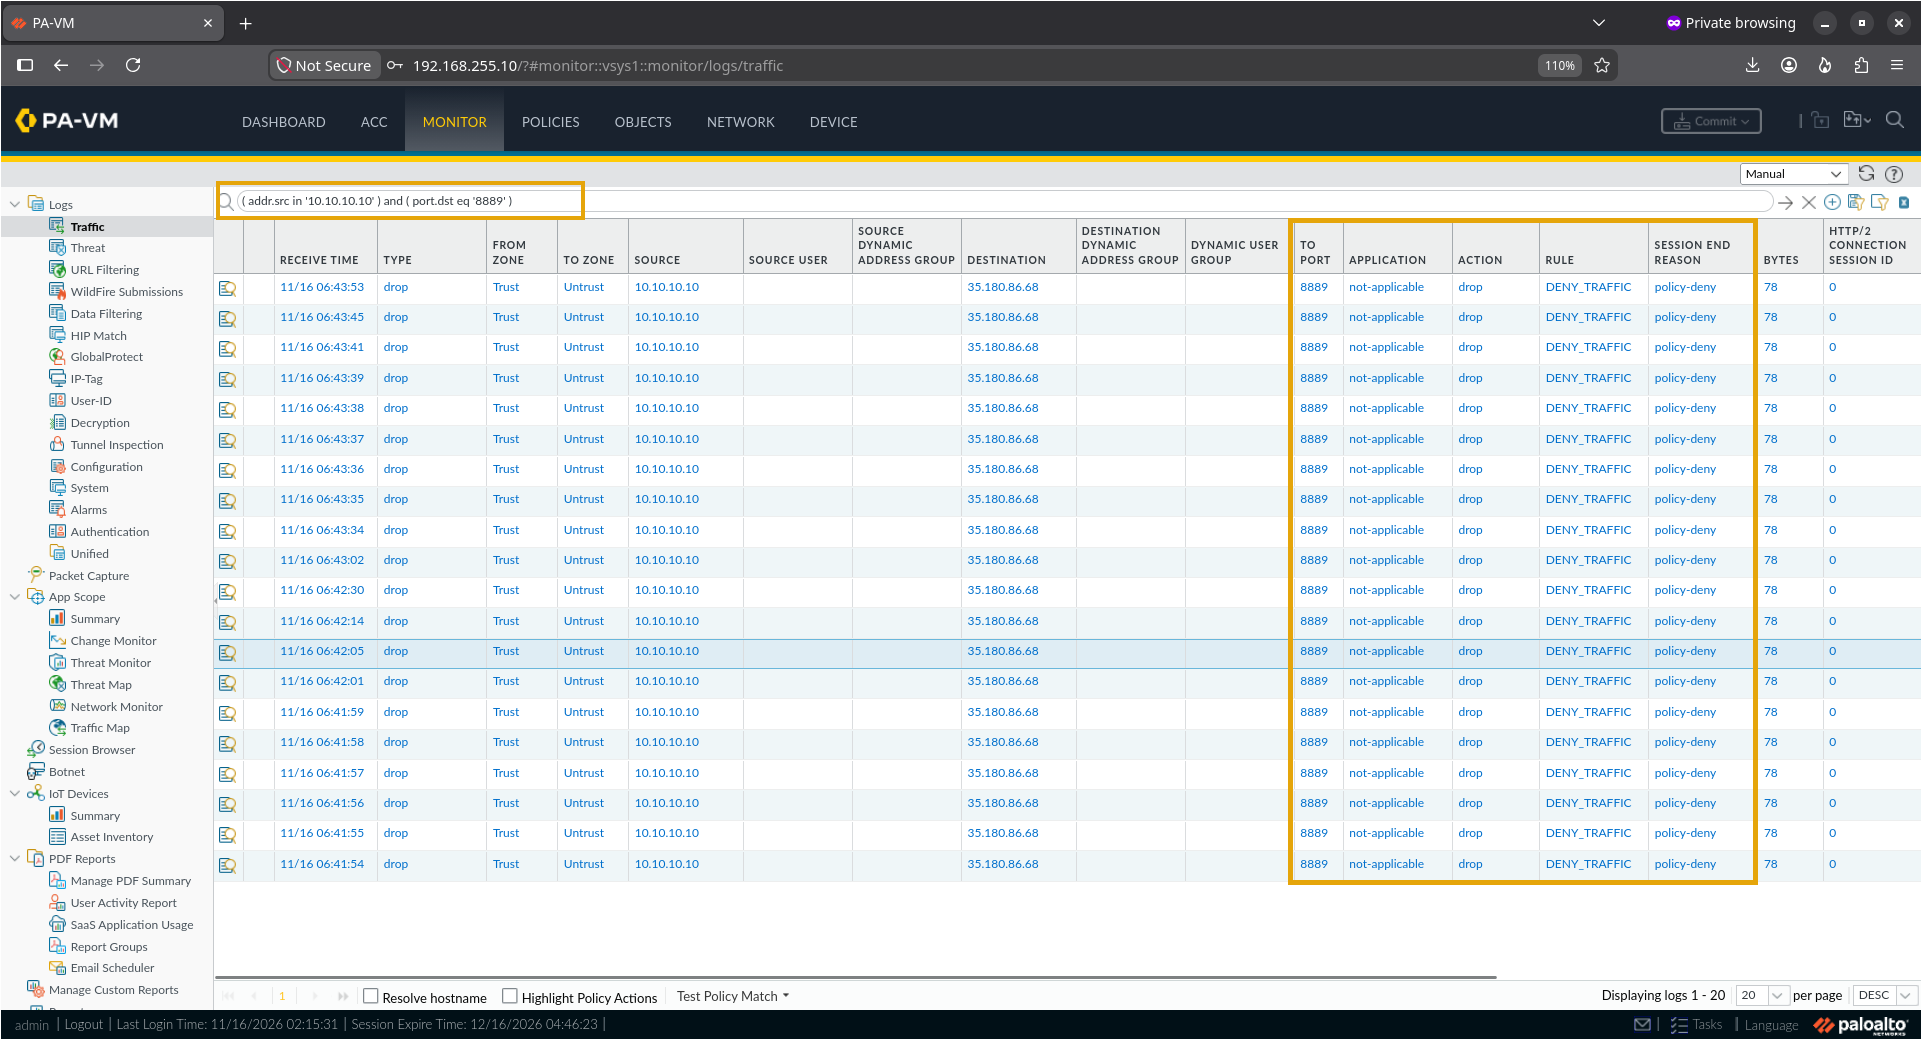 PA-VM
Private browsing
Not Secure
192.168.255.10/?#monitor::vsys1::monitor/logs/traffic
110%
PA-VM
DASHBOARD ACC MONITOR POLICIES OBJECTS NETWORK DEVICE
Commit
Manual
( addr.src in '10.10.10.10' ) and ( port.dst eq '8889' )
Logs
Traffic
Threat
URL Filtering
WildFire Submissions
Data Filtering
HIP Match
GlobalProtect
IP-Tag
User-ID
Decryption
Tunnel Inspection
Configuration
System
Alarms
Authentication
Unified
Packet Capture
App Scope
Summary
Change Monitor
Threat Monitor
Threat Map
Network Monitor
Traffic Map
Session Browser
Botnet
IoT Devices
Summary
Asset Inventory
PDF Reports
Manage PDF Summary
User Activity Report
SaaS Application Usage
Report Groups
Email Scheduler
Manage Custom Reports
RECEIVE TIME TYPE FROM ZONE TO ZONE SOURCE SOURCE USER SOURCE DYNAMIC ADDRESS GROUP DESTINATION DESTINATION DYNAMIC ADDRESS GROUP DYNAMIC USER GROUP TO PORT APPLICATION ACTION RULE SESSION END REASON BYTES HTTP/2 CONNECTION SESSION ID
11/16 06:43:53 drop Trust Untrust 10.10.10.10 35.180.86.68 8889 not-applicable drop DENY_TRAFFIC policy-deny 78 0
11/16 06:43:45 drop Trust Untrust 10.10.10.10 35.180.86.68 8889 not-applicable drop DENY_TRAFFIC policy-deny 78 0
11/16 06:43:41 drop Trust Untrust 10.10.10.10 35.180.86.68 8889 not-applicable drop DENY_TRAFFIC policy-deny 78 0
11/16 06:43:39 drop Trust Untrust 10.10.10.10 35.180.86.68 8889 not-applicable drop DENY_TRAFFIC policy-deny 78 0
11/16 06:43:38 drop Trust Untrust 10.10.10.10 35.180.86.68 8889 not-applicable drop DENY_TRAFFIC policy-deny 78 0
11/16 06:43:37 drop Trust Untrust 10.10.10.10 35.180.86.68 8889 not-applicable drop DENY_TRAFFIC policy-deny 78 0
11/16 06:43:36 drop Trust Untrust 10.10.10.10 35.180.86.68 8889 not-applicable drop DENY_TRAFFIC policy-deny 78 0
11/16 06:43:35 drop Trust Untrust 10.10.10.10 35.180.86.68 8889 not-applicable drop DENY_TRAFFIC policy-deny 78 0
11/16 06:43:34 drop Trust Untrust 10.10.10.10 35.180.86.68 8889 not-applicable drop DENY_TRAFFIC policy-deny 78 0
11/16 06:43:02 drop Trust Untrust 10.10.10.10 35.180.86.68 8889 not-applicable drop DENY_TRAFFIC policy-deny 78 0
11/16 06:42:30 drop Trust Untrust 10.10.10.10 35.180.86.68 8889 not-applicable drop DENY_TRAFFIC policy-deny 78 0
11/16 06:42:14 drop Trust Untrust 10.10.10.10 35.180.86.68 8889 not-applicable drop DENY_TRAFFIC policy-deny 78 0
11/16 06:42:05 drop Trust Untrust 10.10.10.10 35.180.86.68 8889 not-applicable drop DENY_TRAFFIC policy-deny 78 0
11/16 06:42:01 drop Trust Untrust 10.10.10.10 35.180.86.68 8889 not-applicable drop DENY_TRAFFIC policy-deny 78 0
11/16 06:41:59 drop Trust Untrust 10.10.10.10 35.180.86.68 8889 not-applicable drop DENY_TRAFFIC policy-deny 78 0
11/16 06:41:58 drop Trust Untrust 10.10.10.10 35.180.86.68 8889 not-applicable drop DENY_TRAFFIC policy-deny 78 0
11/16 06:41:57 drop Trust Untrust 10.10.10.10 35.180.86.68 8889 not-applicable drop DENY_TRAFFIC policy-deny 78 0
11/16 06:41:56 drop Trust Untrust 10.10.10.10 35.180.86.68 8889 not-applicable drop DENY_TRAFFIC policy-deny 78 0
11/16 06:41:55 drop Trust Untrust 10.10.10.10 35.180.86.68 8889 not-applicable drop DENY_TRAFFIC policy-deny 78 0
11/16 06:41:54 drop Trust Untrust 10.10.10.10 35.180.86.68 8889 not-applicable drop DENY_TRAFFIC policy-deny 78 0
1 Resolve hostname Highlight Policy Actions Test Policy Match Displaying logs 1 - 20 20 per page DESC
admin | Logout | Last Login Time: 11/16/2026 02:15:31 | Session Expire Time: 12/16/2026 04:46:23 | Tasks | Language paloalto NETWORKS